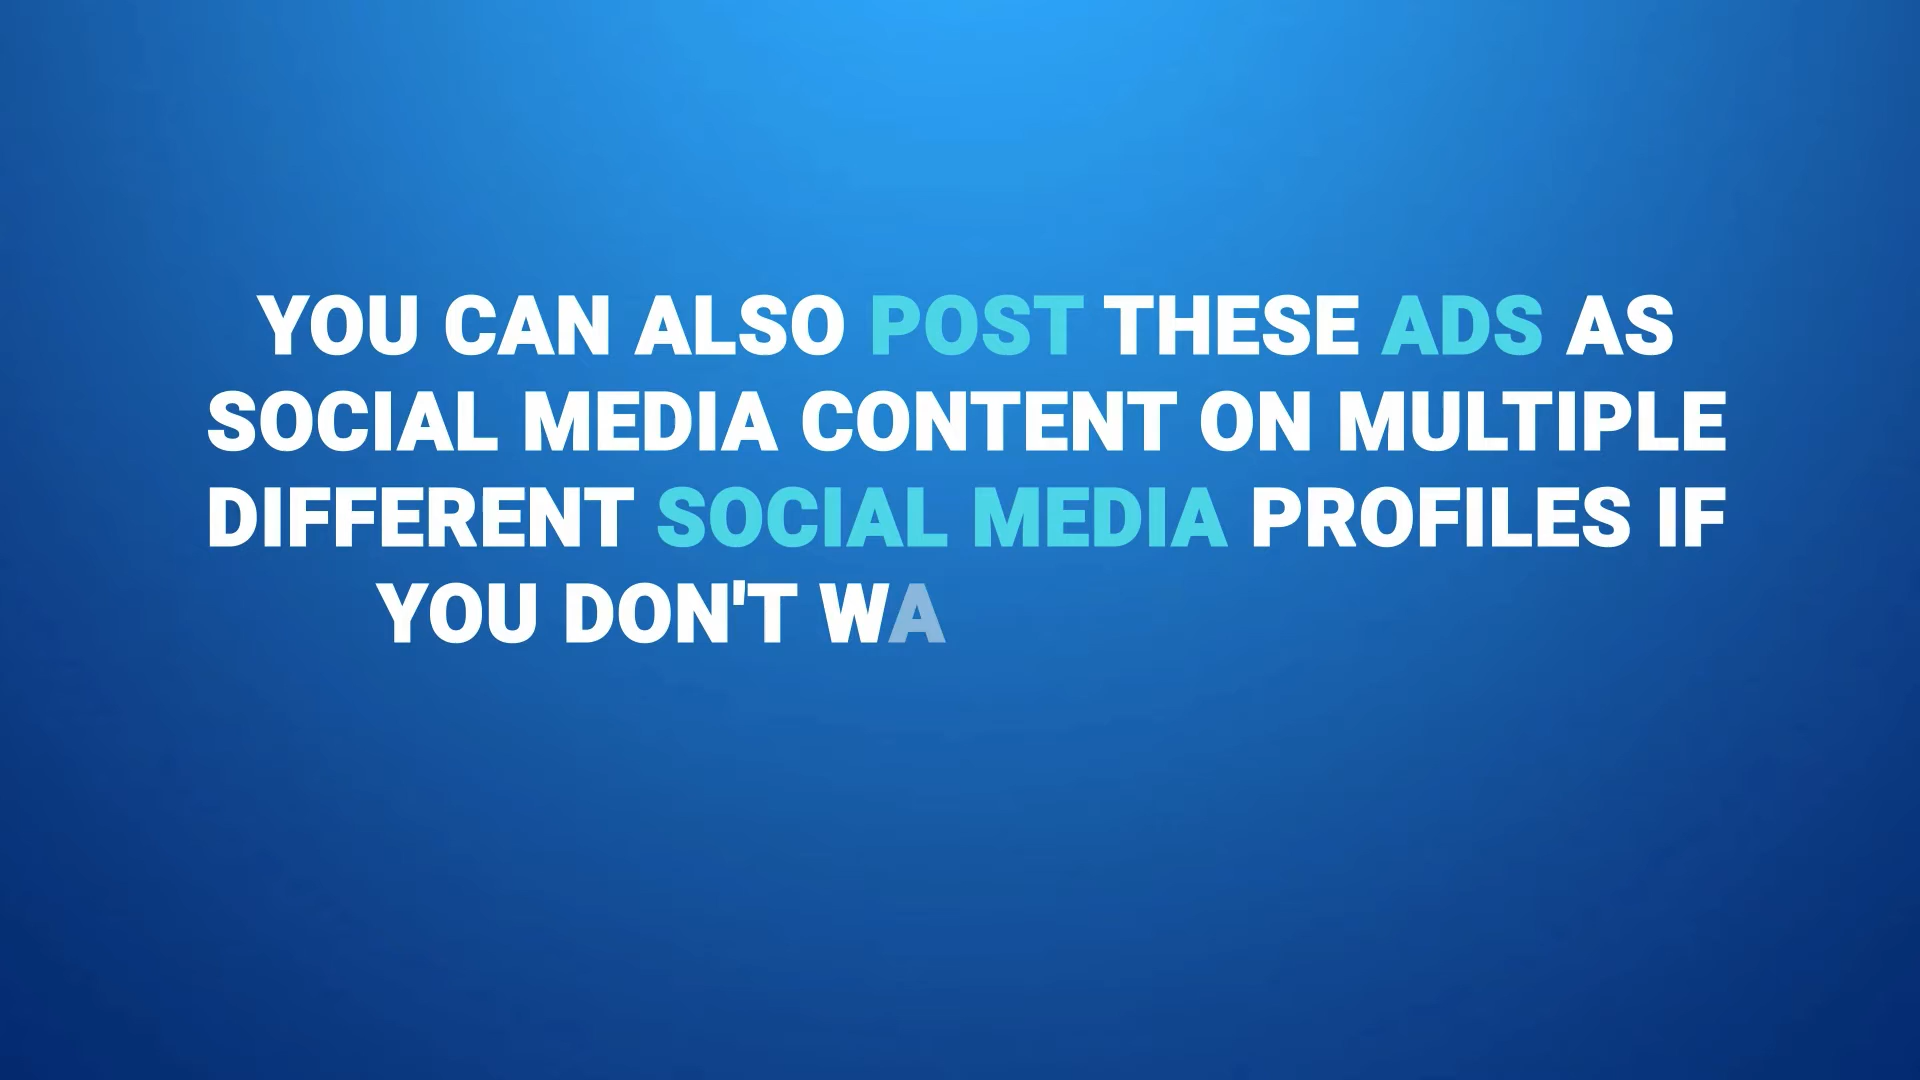 YOU CAN ALSO POST THESE ADS AS
SOCIAL MEDIA CONTENT ON MULTIPLE
DIFFERENT SOCIAL MEDIA PROFILES IF
YOU DON'T WA